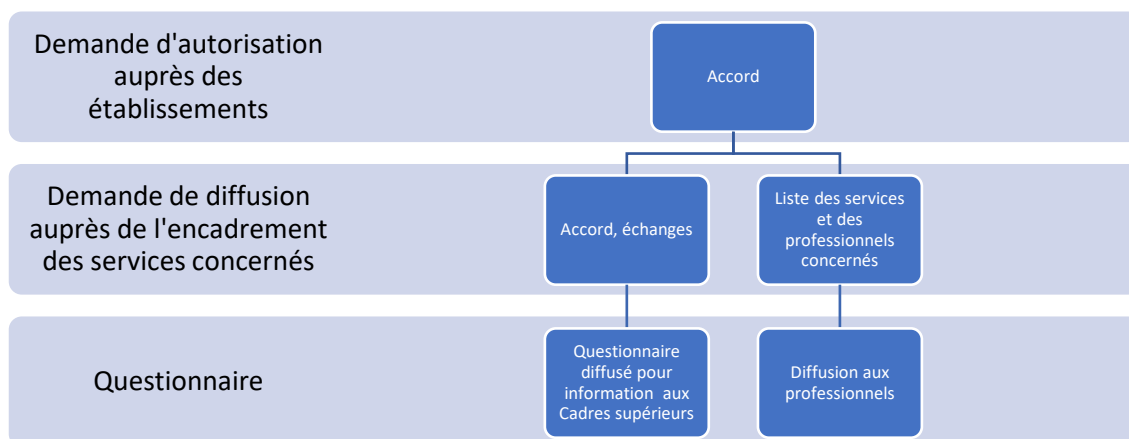 Demande d'autorisation
auprès des
établissements
Accord
Demande de diffusion
auprès de l'encadrement
des services concernés
Accord, échanges
Liste des services
et des
professionnels
concernés
Questionnaire
Questionnaire
diffusé pour
information aux
Cadres supérieurs
Diffusion aux
professionnels